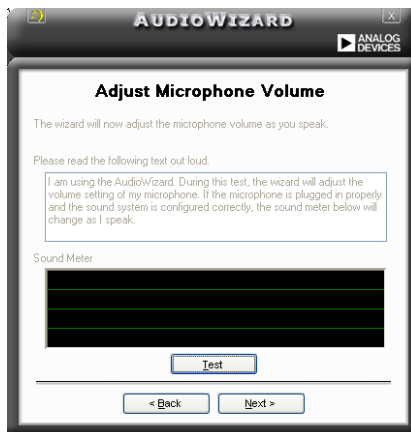 AUDIOWIZARD
X
ANALOG
DEVICES
Adjust Microphone Volume
The wizard will now adjust the microphone volume as you speak.
Please read the following text out loud.
I am using the AudioWizard. During this test, the wizard will adjust the
volume setting of my microphone. If the microphone is plugged in properly
and the sound system is configured correctly, the sound meter below will
change as I speak.
Sound Meter
Test
< Back Next >